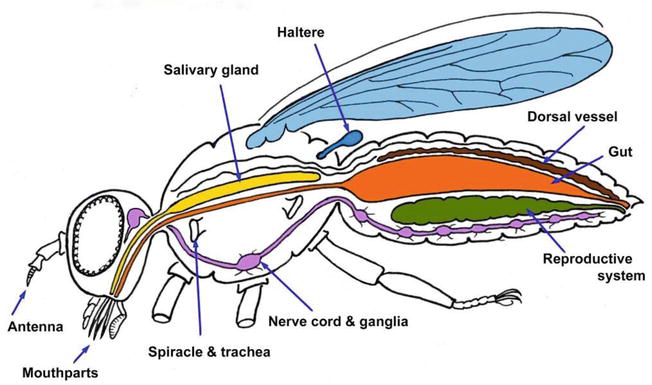 Haltere
Salivary gland
Dorsal vessel
Gut
Reproductive
system
Nerve cord & ganglia
Antenna
Spiracle & trachea
Mouthparts